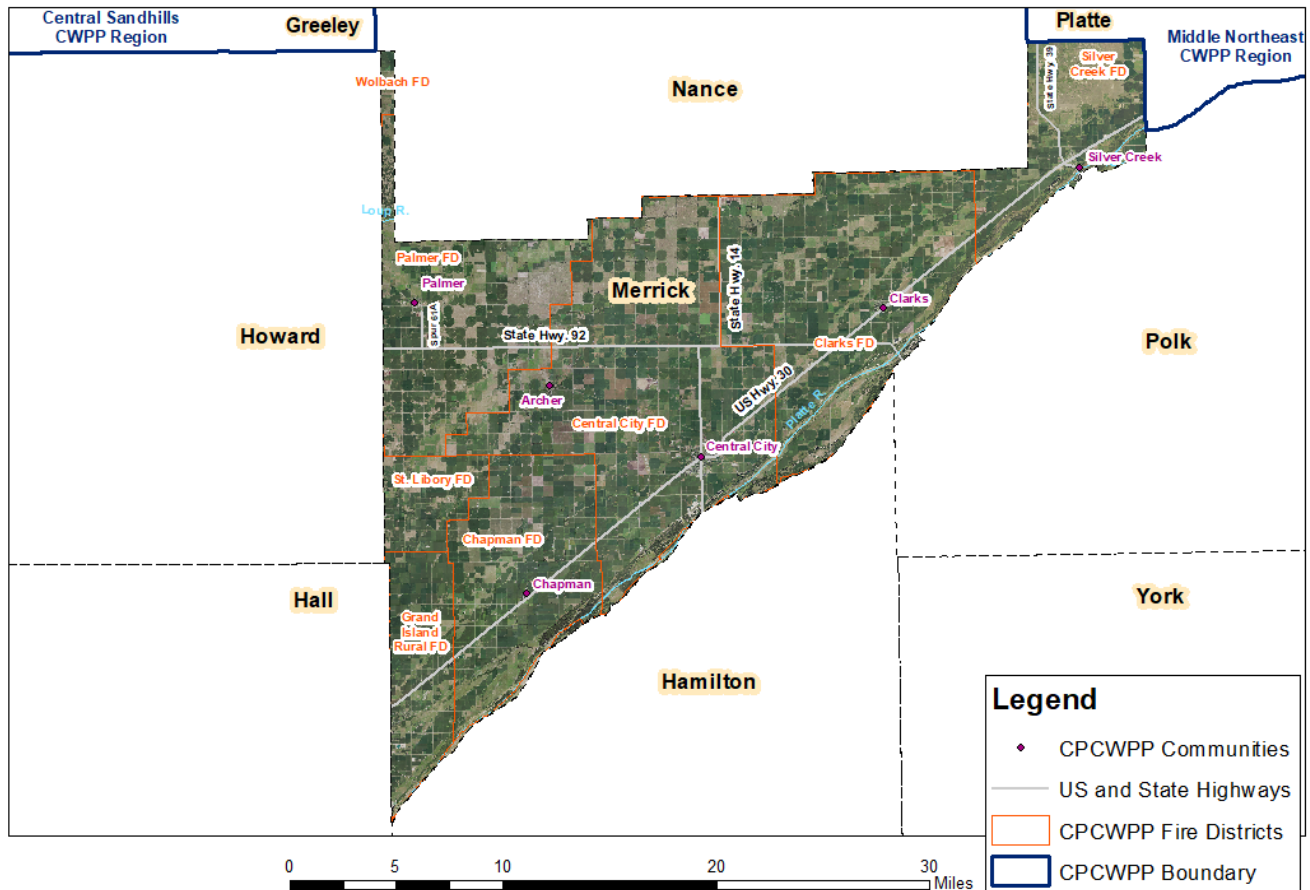 Central Sandhills
CWPP Region
Greeley
Platte
Middle Northeast
CWPP Region
Wolbach FD
Nance
State Hwy. 39
Silver
Creek FD
Silver Creek
Loup R.
Palmer FD
Palmer
Spur 61A
Merrick
State Hwy. 14
Clarks
Howard
State Hwy. 92
Clarks FD
Polk
US Hwy. 30
Archer
Platte R.
Central City FD
Central City
St. Libory FD
Chapman FD
Chapman
Hall
York
Grand
Island
Rural FD
Hamilton
Legend
CPCWPP Communities
US and State Highways
CPCWPP Fire Districts
CPCWPP Boundary
0 5 10 20 30
Miles